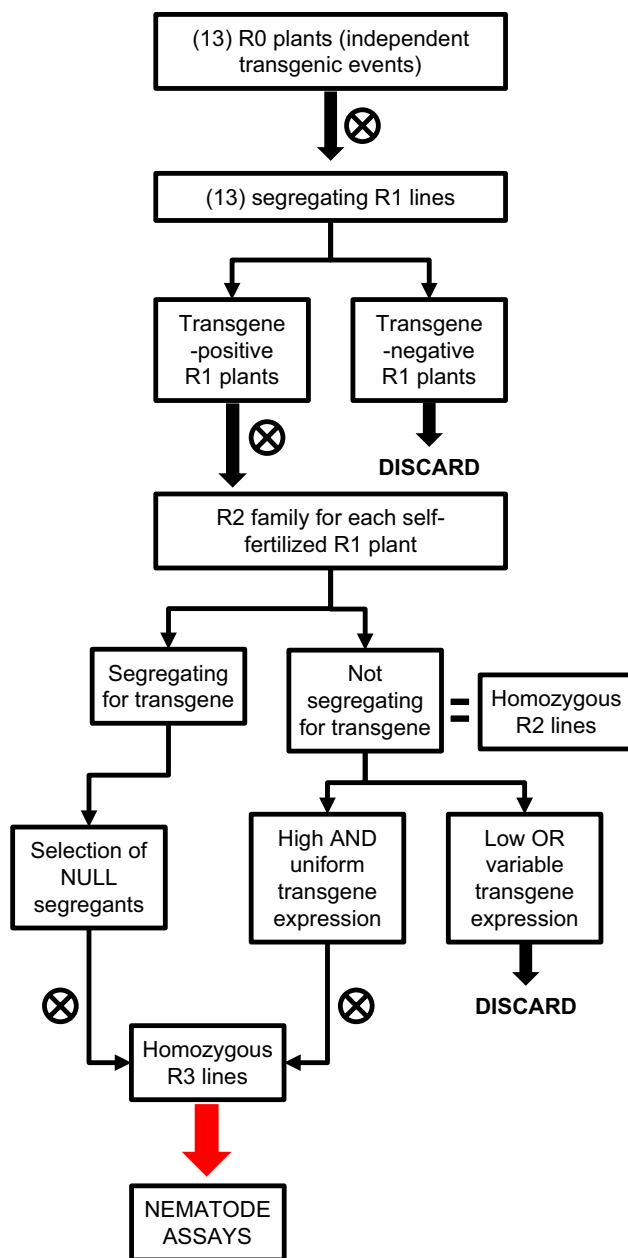 (13) R0 plants (independent
transgenic events)
(13) segregating R1 lines
Transgene
-positive
R1 plants
Transgene
-negative
R1 plants
DISCARD
R2 family for each self-
fertilized R1 plant
Segregating
for transgene
Not
segregating
for transgene
=
Homozygous
R2 lines
Selection of
NULL
segregants
High AND
uniform
transgene
expression
Low OR
variable
transgene
expression
DISCARD
Homozygous
R3 lines
NEMATODE
ASSAYS